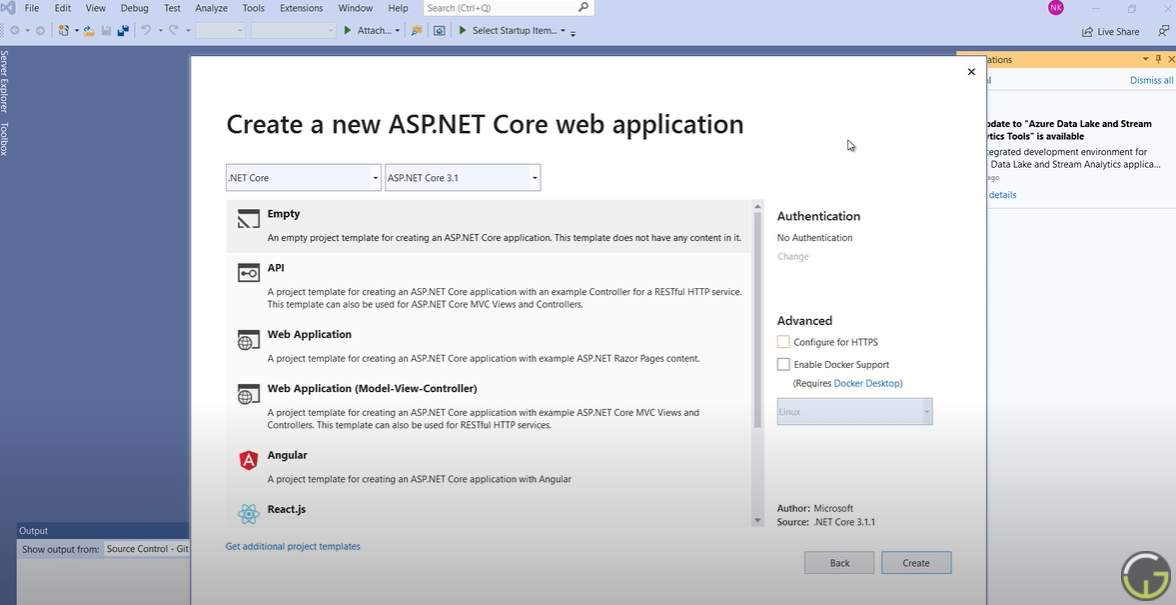 File Edit View Debug Test Analyze Tools Extensions Window Help Search (Ctrl+Q) NK
Attach... Select Startup Item... Live Share
Server Explorer
Toolbox
ations
Dismiss all
pdate to "Azure Data Lake and Stream
ytics Tools" is available
tegrated development environment for
Data Lake and Stream Analytics applica...
ago
details
Create a new ASP.NET Core web application
.NET Core ASP.NET Core 3.1
Empty
An empty project template for creating an ASP.NET Core application. This template does not have any content in it.
API
A project template for creating an ASP.NET Core application with an example Controller for a RESTful HTTP service.
This template can also be used for ASP.NET Core MVC Views and Controllers.
Web Application
A project template for creating an ASP.NET Core application with example ASP.NET Razor Pages content.
Web Application (Model-View-Controller)
A project template for creating an ASP.NET Core application with example ASP.NET Core MVC Views and
Controllers. This template can also be used for RESTful HTTP services.
Angular
A project template for creating an ASP.NET Core application with Angular
React.js
Get additional project templates
Authentication
No Authentication
Change
Advanced
Configure for HTTPS
Enable Docker Support
(Requires Docker Desktop)
Linux
Author: Microsoft
Source: .NET Core 3.1.1
Back Create
Output
Show output from: Source Control - Git